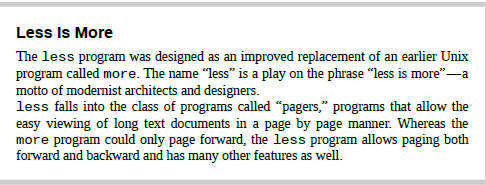 Less Is More
The less program was designed as an improved replacement of an earlier Unix
program called more. The name “less” is a play on the phrase “less is more”—a
motto of modernist architects and designers.
less falls into the class of programs called “pagers,” programs that allow the
easy viewing of long text documents in a page by page manner. Whereas the
more program could only page forward, the less program allows paging both
forward and backward and has many other features as well.